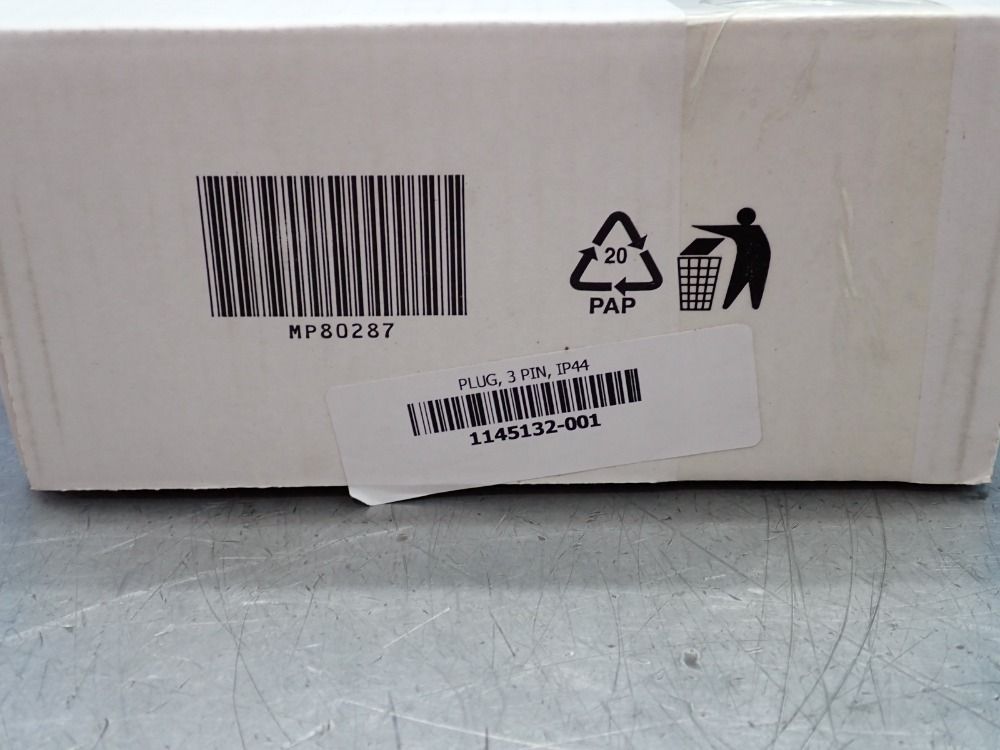 MP80287
20
PAP
PLUG, 3 PIN, IP44
1145132-001